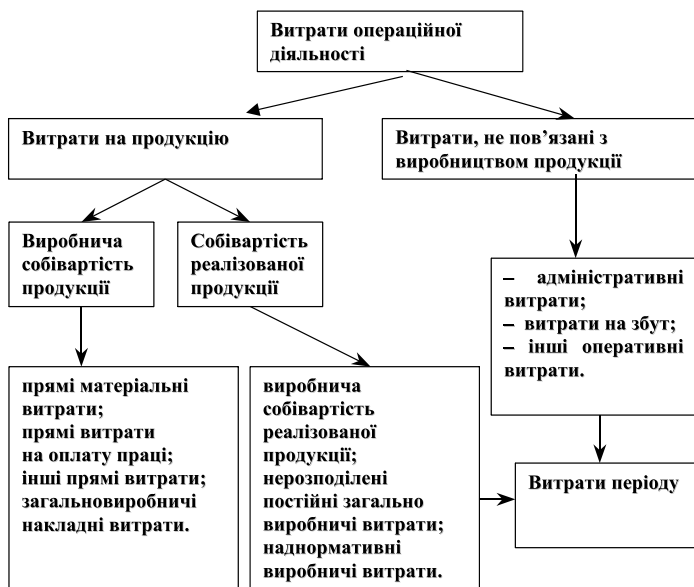 Витрати операційної
діяльності
Витрати на продукцію
Витрати, не пов’язані з
виробництвом продукції
Виробнича
собівартість
продукції
Собівартість
реалізованої
продукції
– адміністративні
витрати;
– витрати на збут;
– інші оперативні
витрати.
прямі матеріальні
витрати;
прямі витрати
на оплату праці;
інші прямі витрати;
загальновиробничі
накладні витрати.
виробнича
собівартість
реалізованої
продукції;
нерозподілені
постійні загально
виробничі витрати;
наднормативні
виробничі витрати.
Витрати періоду